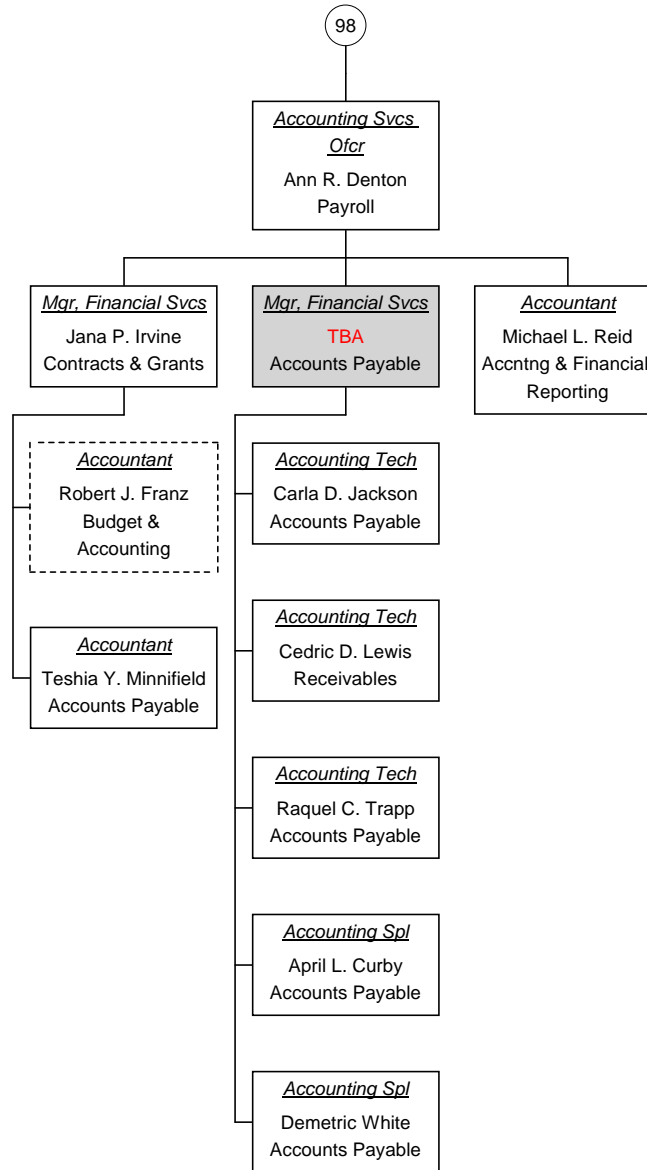 98
Accounting Svcs
Ofcr
Ann R. Denton
Payroll
Mgr, Financial Svcs
Jana P. Irvine
Contracts & Grants
Mgr, Financial Svcs
TBA
Accounts Payable
Accountant
Michael L. Reid
Accntng & Financial
Reporting
Accountant
Robert J. Franz
Budget &
Accounting
Accountant
Teshia Y. Minnifield
Accounts Payable
Accounting Tech
Carla D. Jackson
Accounts Payable
Accounting Tech
Cedric D. Lewis
Receivables
Accounting Tech
Raquel C. Trapp
Accounts Payable
Accounting Spl
April L. Curby
Accounts Payable
Accounting Spl
Demetric White
Accounts Payable